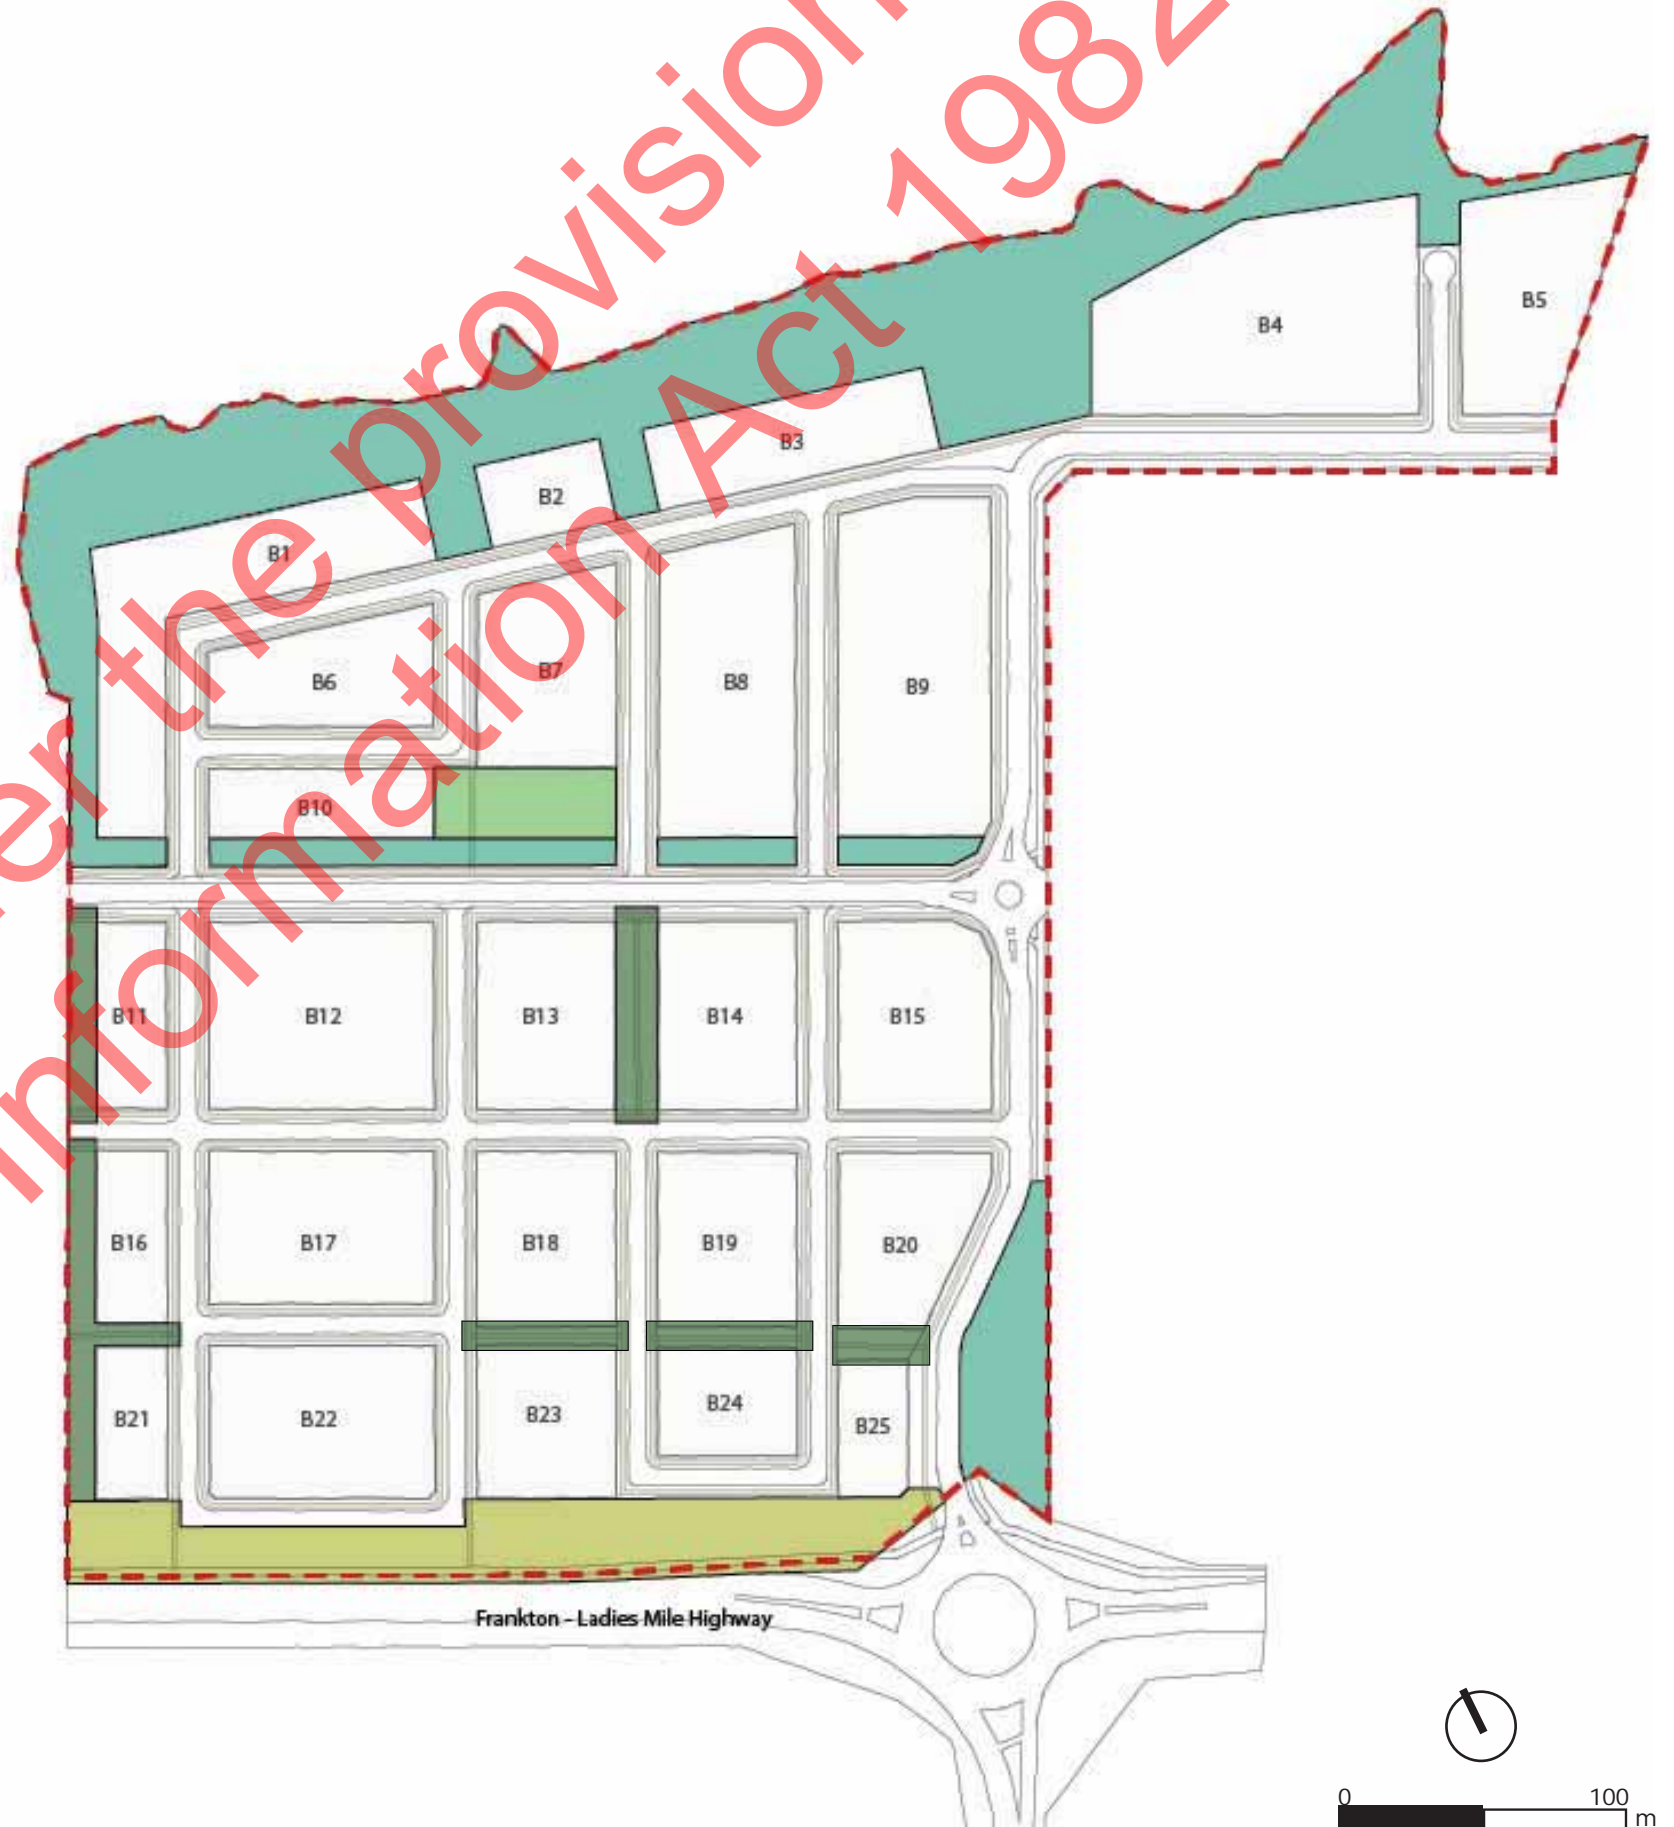 er the provision
information Act 1982
B5
B4
B3
B2
B1
B6
B7
B8
B9
B10
B11
B12
B13
B14
B15
B16
B17
B18
B19
B20
B21
B22
B23
B24
B25
Frankton - Ladies Mile Highway
0
100
m